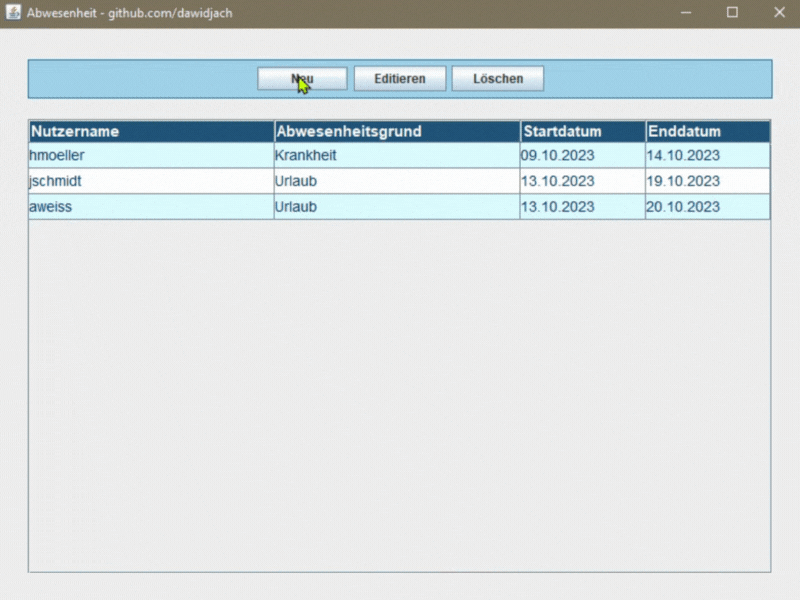 Abwesenheit - github.com/dawidjach
Neu Editieren Löschen
Nutzername Abwesenheitsgrund Startdatum Enddatum
hmoeller Krankheit 09.10.2023 14.10.2023
jschmidt Urlaub 13.10.2023 19.10.2023
aweiss Urlaub 13.10.2023 20.10.2023